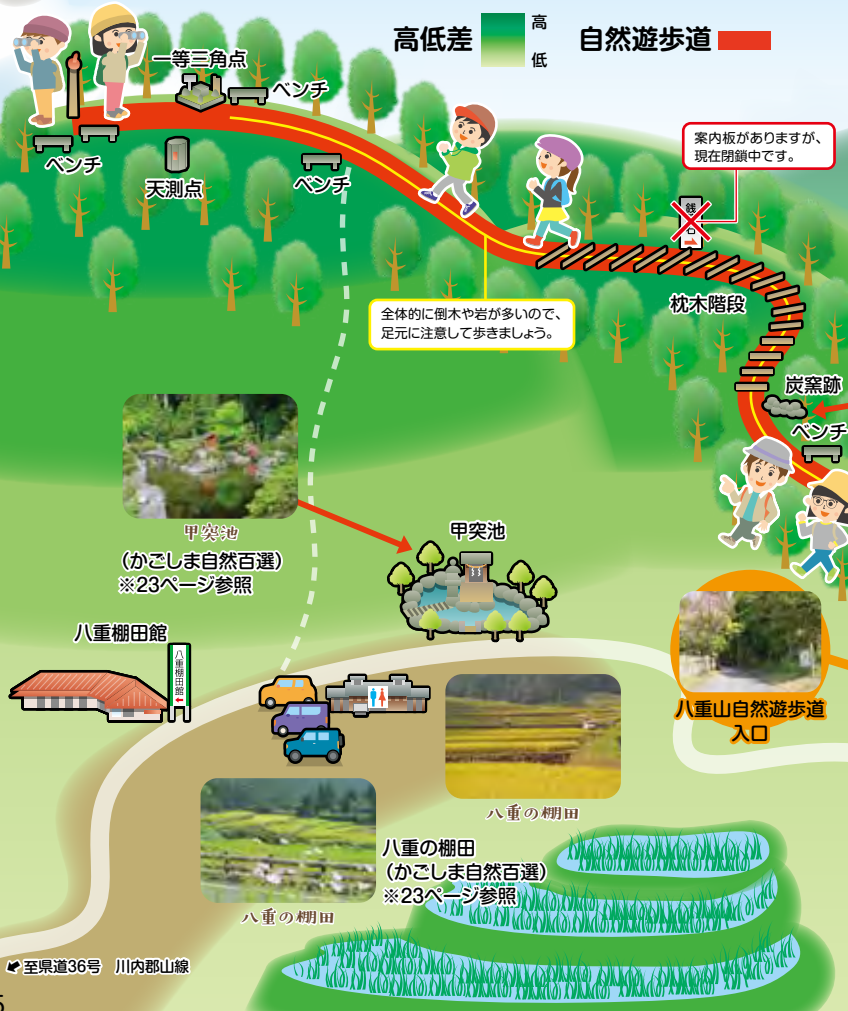 高低差
高
低
自然遊歩道
一等三角点
ベンチ
ベンチ
天測点
ベンチ
案内板がありますが、
現在閉鎖中です。
枕木階段
全体的に倒木や岩が多いので、
足元に注意して歩きましょう。
炭窯跡
ベンチ
甲突池
(かごしま自然百選)
※23ページ参照
甲突池
八重棚田館
八重棚田館
八重山自然遊歩道
入口
八重の棚田
八重の棚田
(かごしま自然百選)
※23ページ参照
八重の棚田
至県道36号 川内郡山線
5